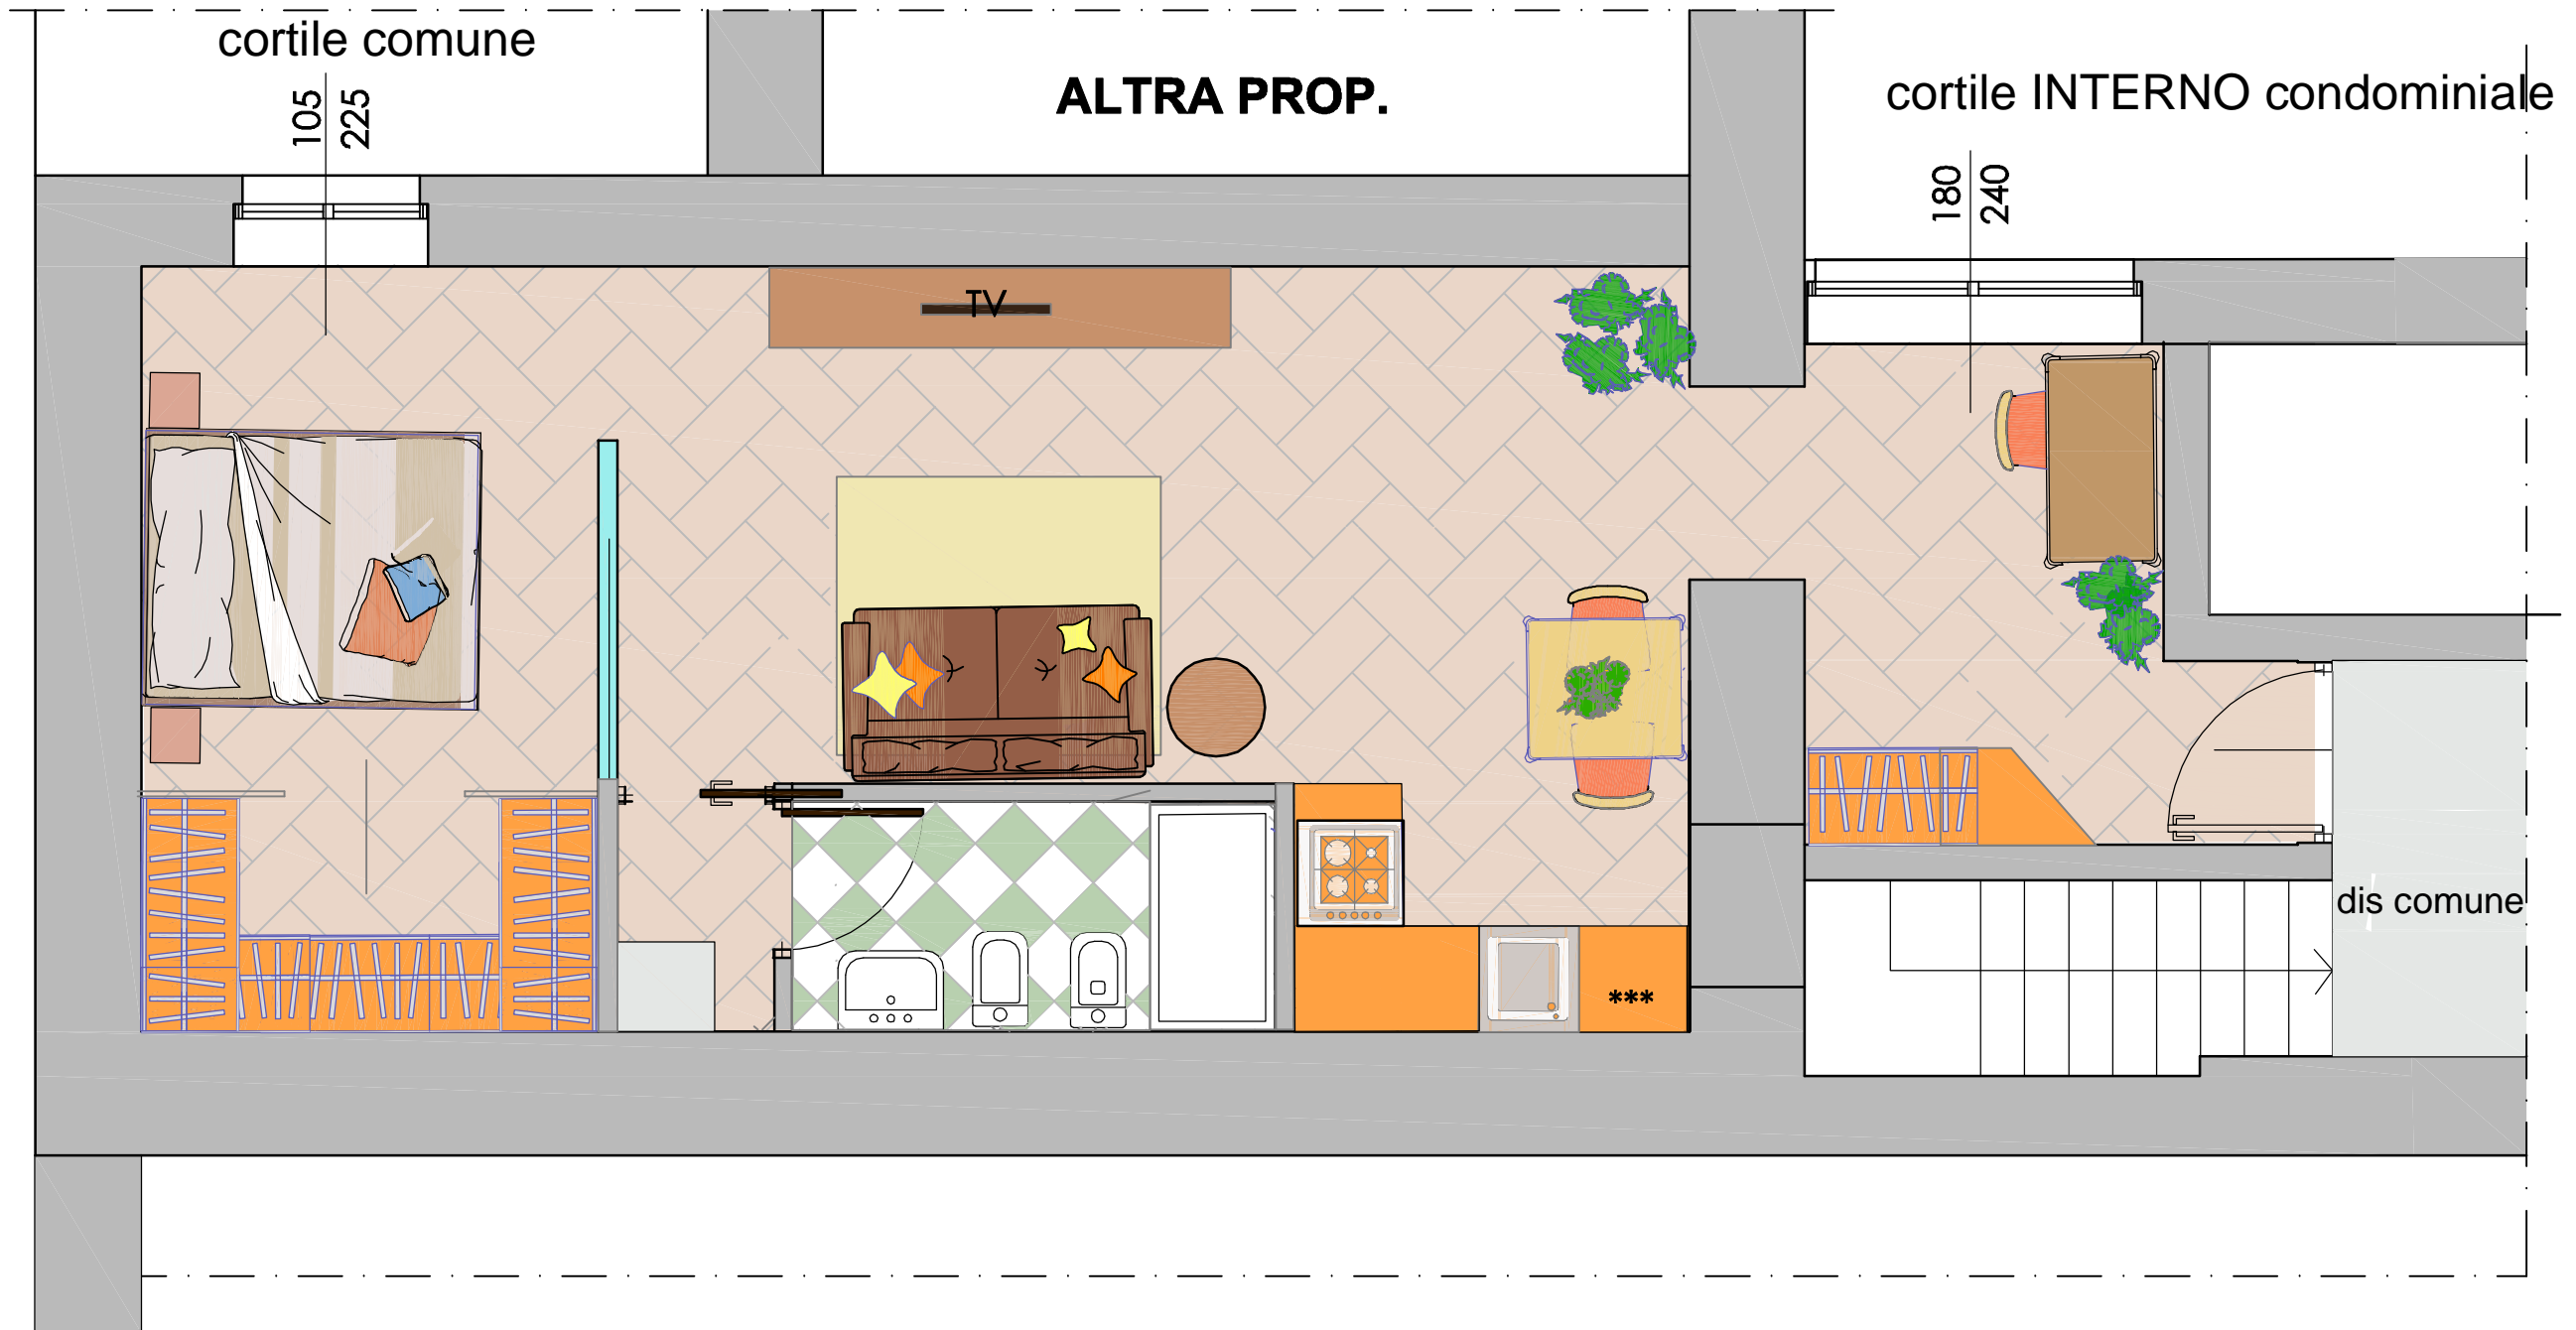 cortile comune
105
225
ALTRA PROP.
cortile INTERNO condominiale
180
240
TV
dis comune
***